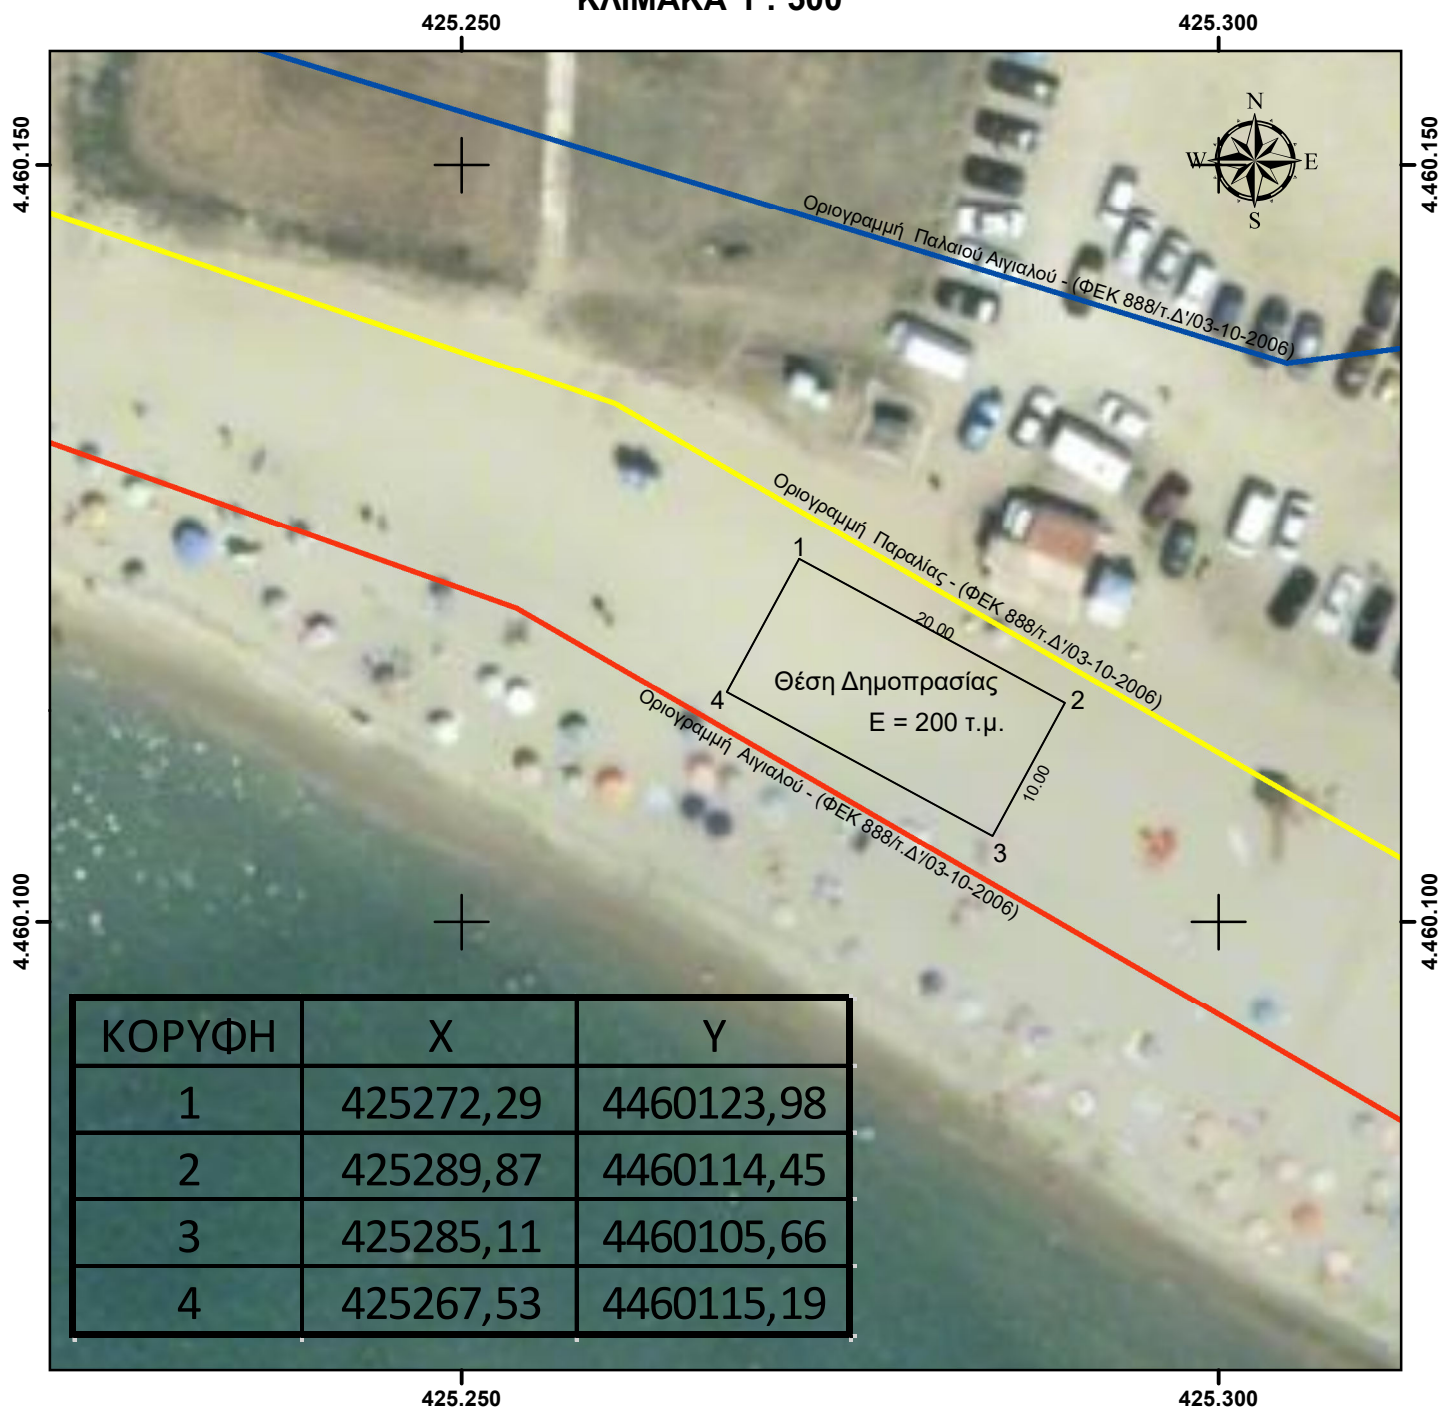 ΚΛΙΜΑΚΑ 1 : 500
425.250 425.300
4.460.150 4.460.150
N
W E
S
Οριογραμμή Παλαιού Αιγιαλού - (ΦΕΚ 888/τ.Δ'/03-10-2006)
Οριογραμμή Παραλίας - (ΦΕΚ 888/τ.Δ'/03-10-2006)
1
20.00
Θέση Δημοπρασίας
2
4
Ε = 200 τ.μ.
10.00
3
Οριογραμμή Αιγιαλού - (ΦΕΚ 888/τ.Δ'/03-10-2006)
4.460.100 4.460.100
ΚΟΡΥΦΗ X Y
1 425272,29 4460123,98
2 425289,87 4460114,45
3 425285,11 4460105,66
4 425267,53 4460115,19
425.250 425.300